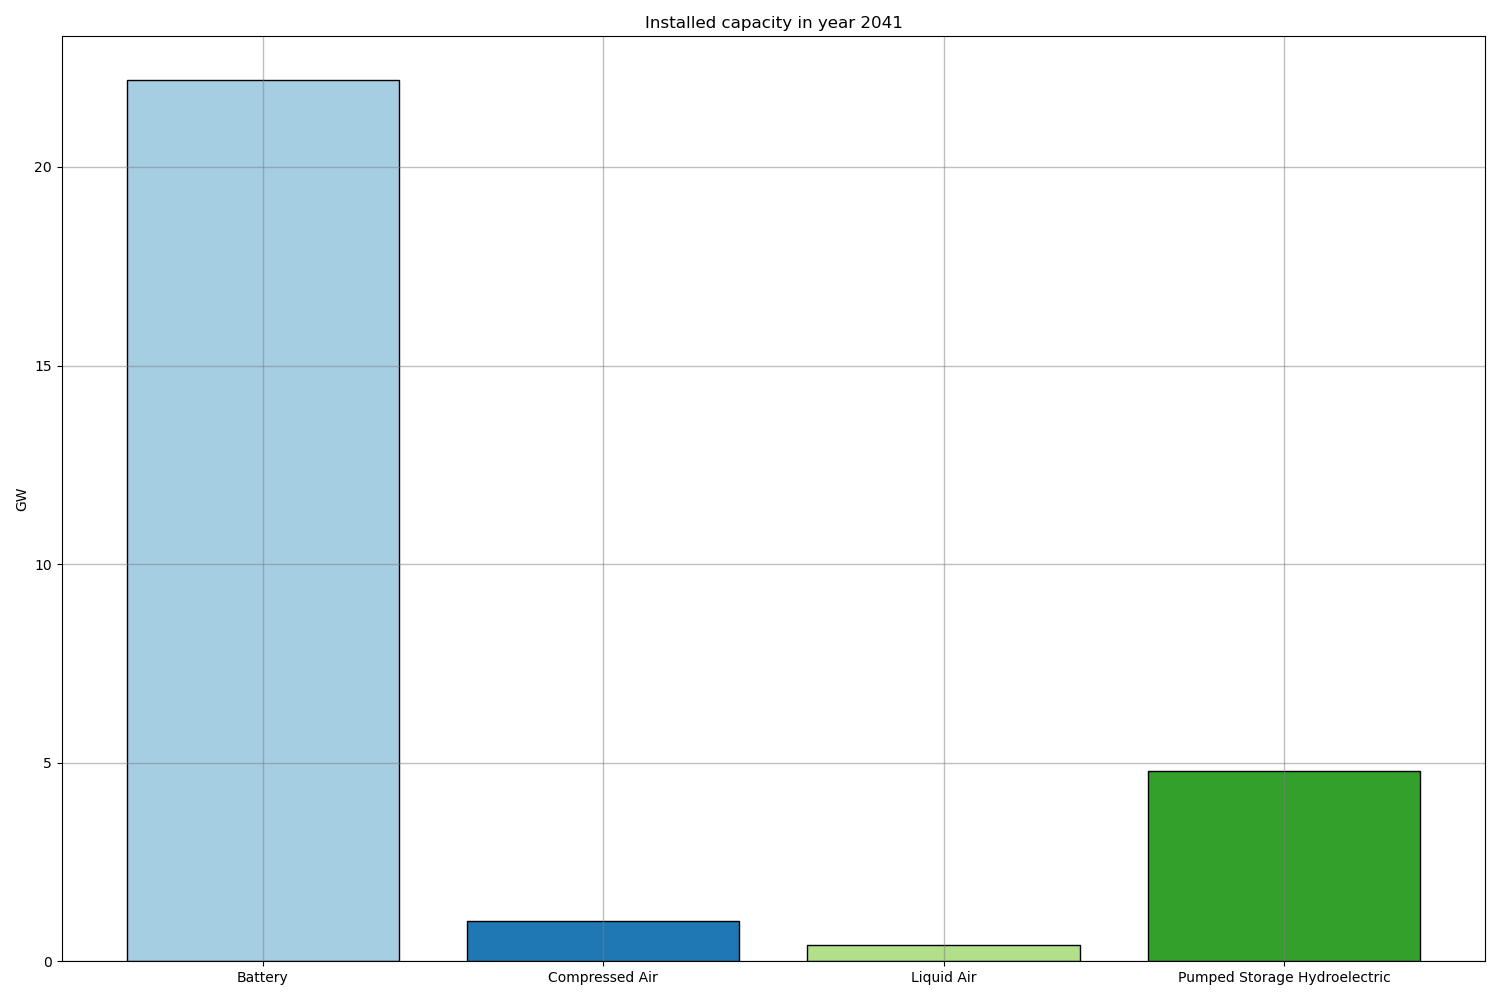 Installed capacity in year 2041
GW
20
15
10
5
0
Battery
Compressed Air
Liquid Air
Pumped Storage Hydroelectric